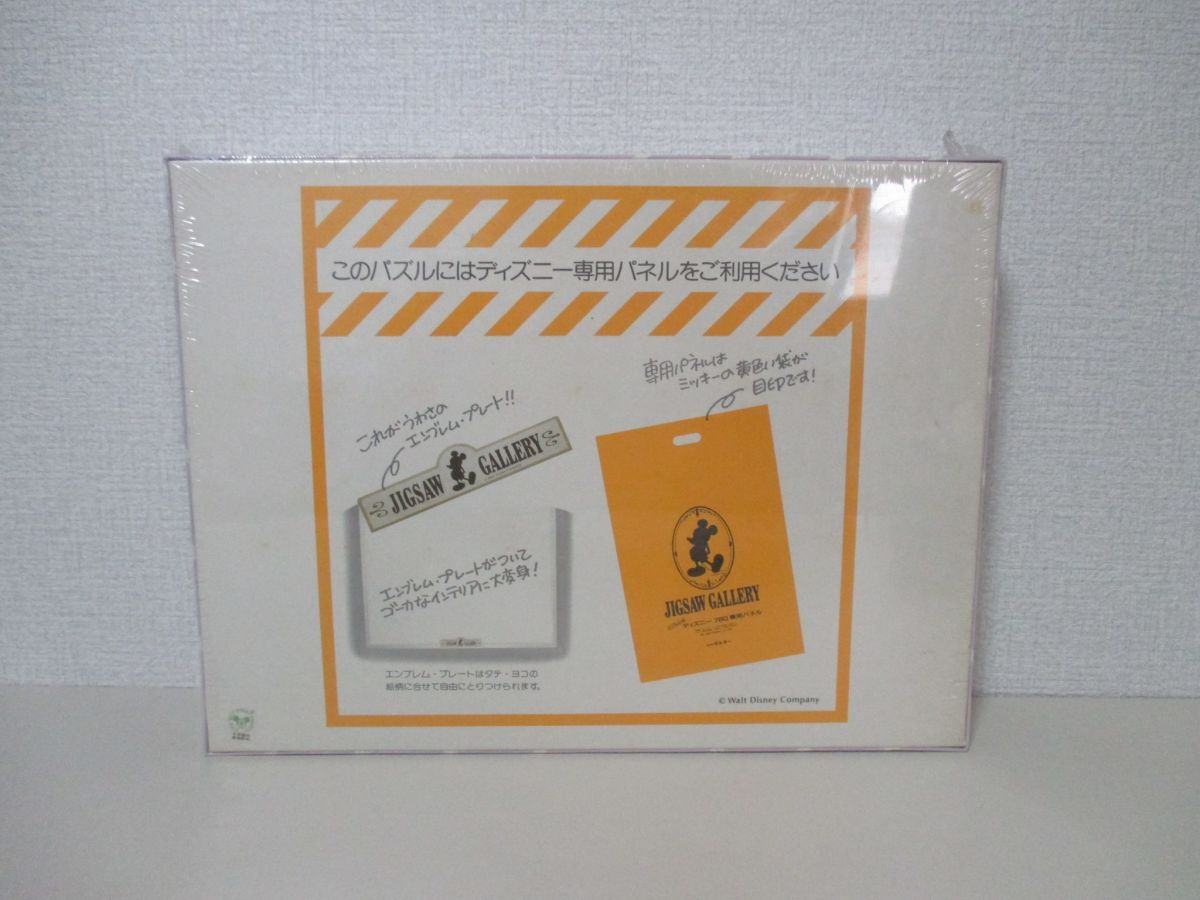 このパズルにはディズニー専用パネルをご利用ください
これがうわさの
エンブレム・プレート!!
JIGSAW GALLERY
エンブレム・プレートがついて
ゴーカなインテリアに大変身!
エンブレム・プレートはタテ・ヨコの
絵柄に合せて自由にとりつけられます。
専用パネルは
ミッキーの黄色い袋が
目印です!
JIGSAW GALLERY
ディズニー 780 専用パネル
© Walt Disney Company